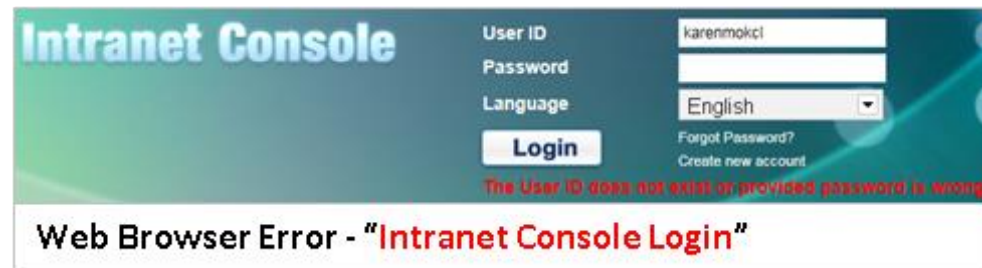 Intranet Console
User ID
karenmokcl
Password
Language
English
Login
Forgot Password?
Create new account
The User ID does not exist or provided password is wrong
Web Browser Error - “Intranet Console Login”